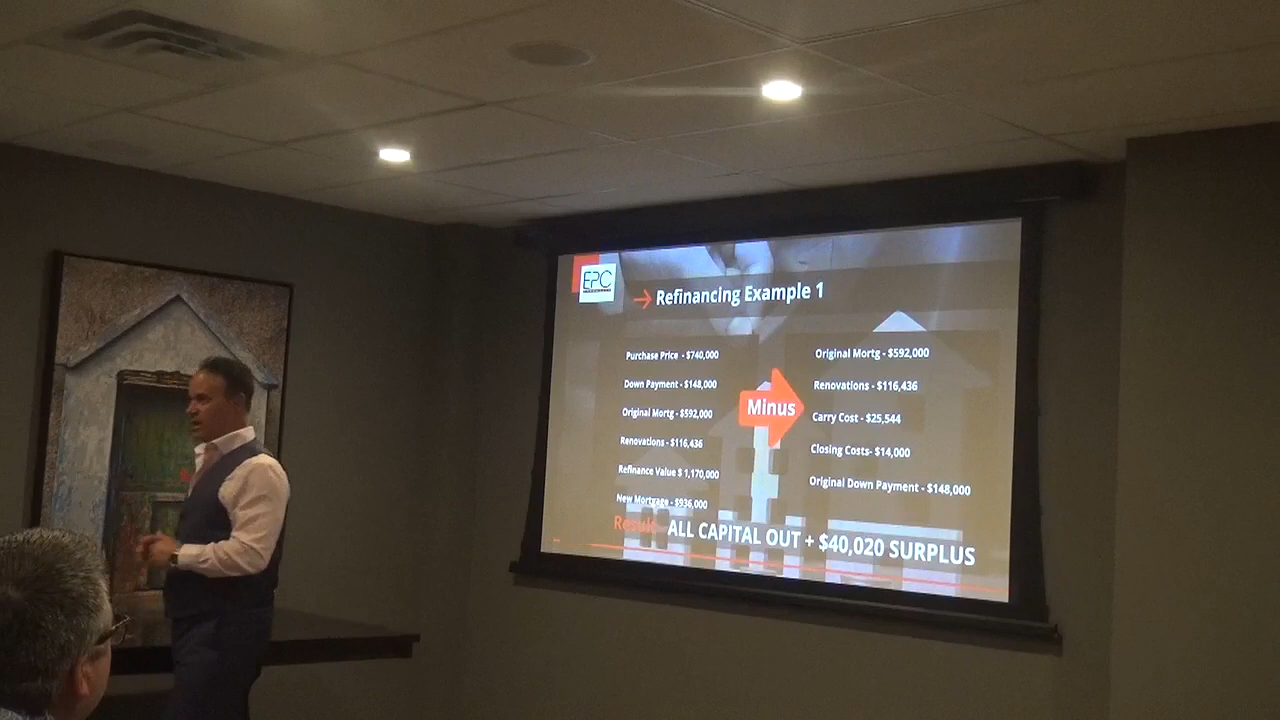 EPC
→ Refinancing Example 1
Purchase Price - $740,000
Down Payment - $148,000
Original Mortg - $592,000
Renovations - $116,436
Refinance Value $ 1,170,000
New Mortgage - $936,000
Minus
Original Mortg - $592,000
Renovations - $116,436
Carry Cost - $25,544
Closing Costs- $14,000
Original Down Payment - $148,000
Result ALL CAPITAL OUT + $40,020 SURPLUS